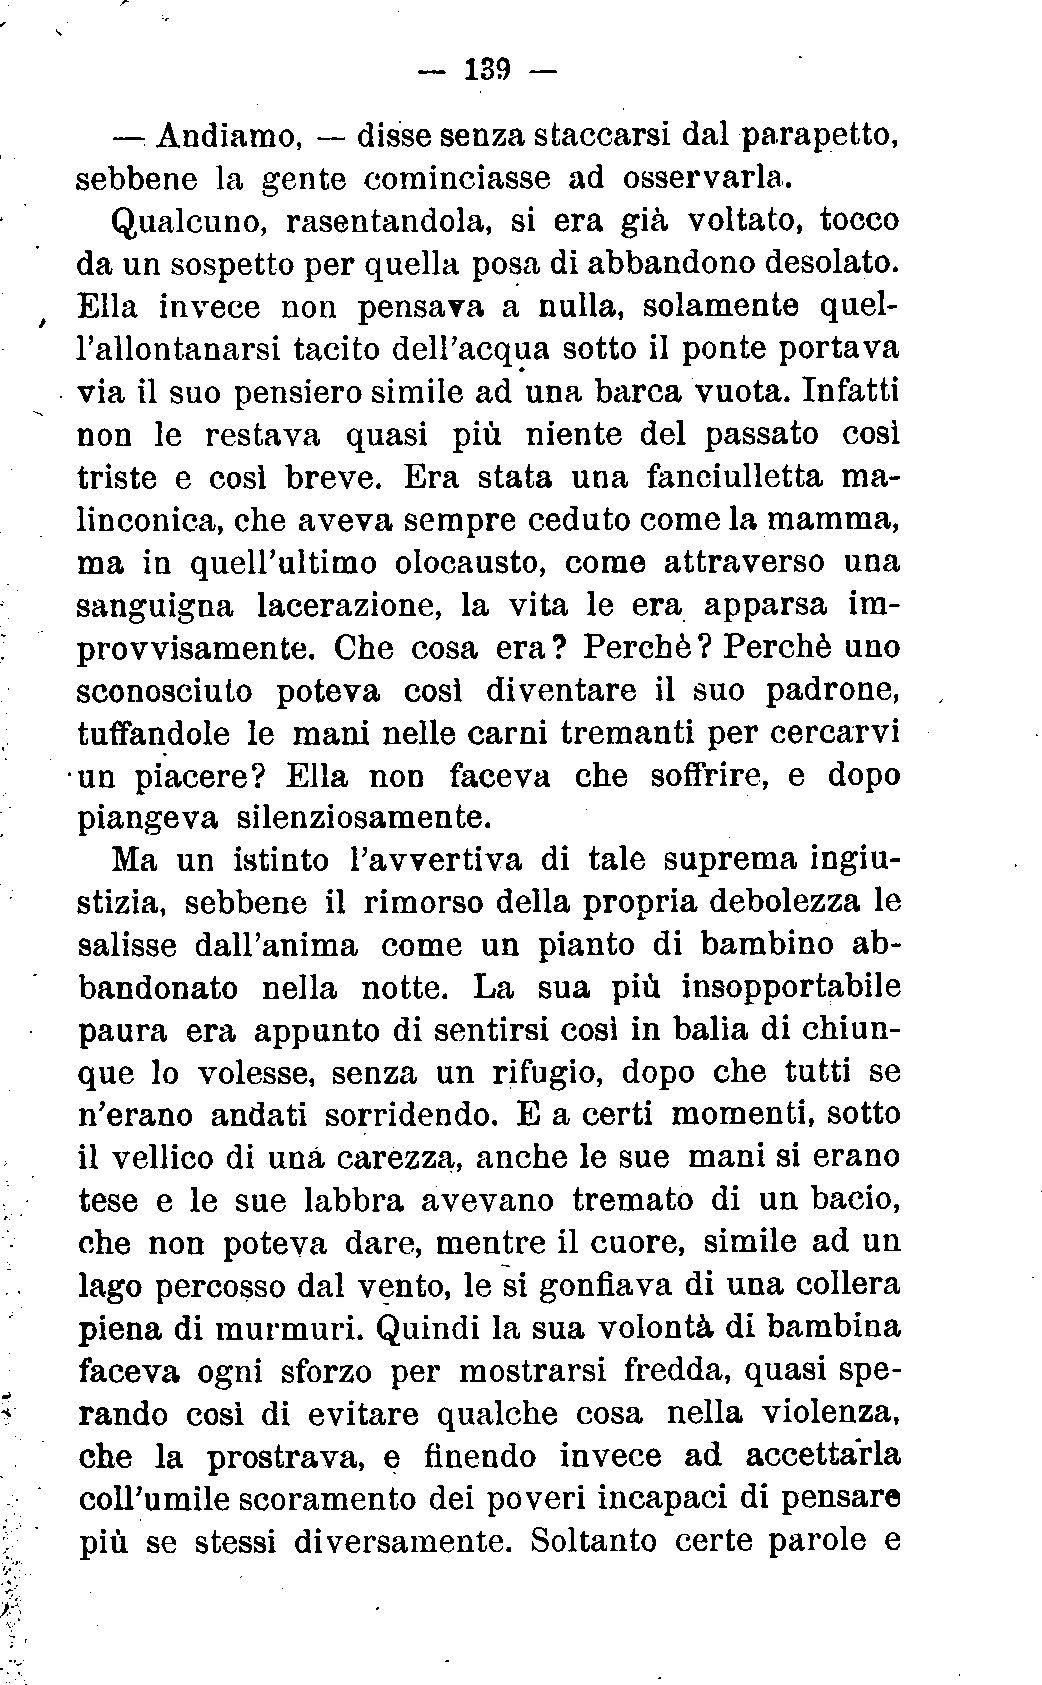 — 139 —
— Andiamo, — disse senza staccarsi dal parapetto,
sebbene la gente cominciasse ad osservarla.
Qualcuno, rasentandola, si era già voltato, tocco
da un sospetto per quella posa di abbandono desolato.
Ella invece non pensava a nulla, solamente quel-
l'allontanarsi tacito dell'acqua sotto il ponte portava
via il suo pensiero simile ad una barca vuota. Infatti
non le restava quasi più niente del passato così
triste e così breve. Era stata una fanciulletta ma-
linconica, che aveva sempre ceduto come la mamma,
ma in quell'ultimo olocausto, come attraverso una
sanguigna lacerazione, la vita le era apparsa im-
provvisamente. Che cosa era? Perchè? Perchè uno
sconosciuto poteva così diventare il suo padrone,
tuffandole le mani nelle carni tremanti per cercarvi
un piacere? Ella non faceva che soffrire, e dopo
piangeva silenziosamente.
Ma un istinto l'avvertiva di tale suprema ingiu-
stizia, sebbene il rimorso della propria debolezza le
salisse dall'anima come un pianto di bambino ab-
bandonato nella notte. La sua più insopportabile
paura era appunto di sentirsi così in balia di chiun-
que lo volesse, senza un rifugio, dopo che tutti se
n'erano andati sorridendo. E a certi momenti, sotto
il vellico di una carezza, anche le sue mani si erano
tese e le sue labbra avevano tremato di un bacio,
che non poteva dare, mentre il cuore, simile ad un
lago percosso dal vento, le si gonfiava di una collera
piena di murmuri. Quindi la sua volontà di bambina
faceva ogni sforzo per mostrarsi fredda, quasi spe-
rando così di evitare qualche cosa nella violenza,
che la prostrava, e finendo invece ad accettarla
coll'umile scoramento dei poveri incapaci di pensare
più se stessi diversamente. Soltanto certe parole e